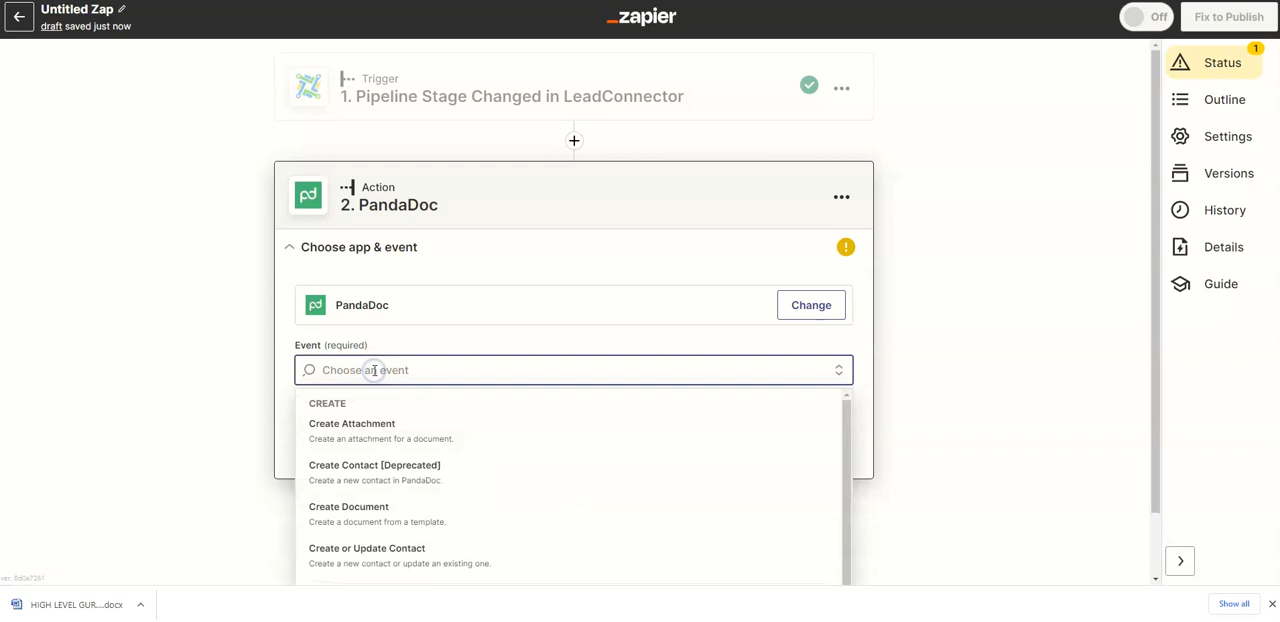 Untitled Zap
draft saved just now
zapier
Off
Fix to Publish
Trigger
1. Pipeline Stage Changed in LeadConnector
pd
Action
2. PandaDoc
Choose app & event
pd
PandaDoc
Change
Event (required)
Choose an event
CREATE
Create Attachment
Create an attachment for a document.
Create Contact [Deprecated]
Create a new contact in PandaDoc.
Create Document
Create a document from a template.
Create or Update Contact
Create a new contact or update an existing one.
1
Status
Outline
Settings
Versions
History
Details
Guide
ver. 8d0a7261
HIGH LEVEL GUR....docx
Show all